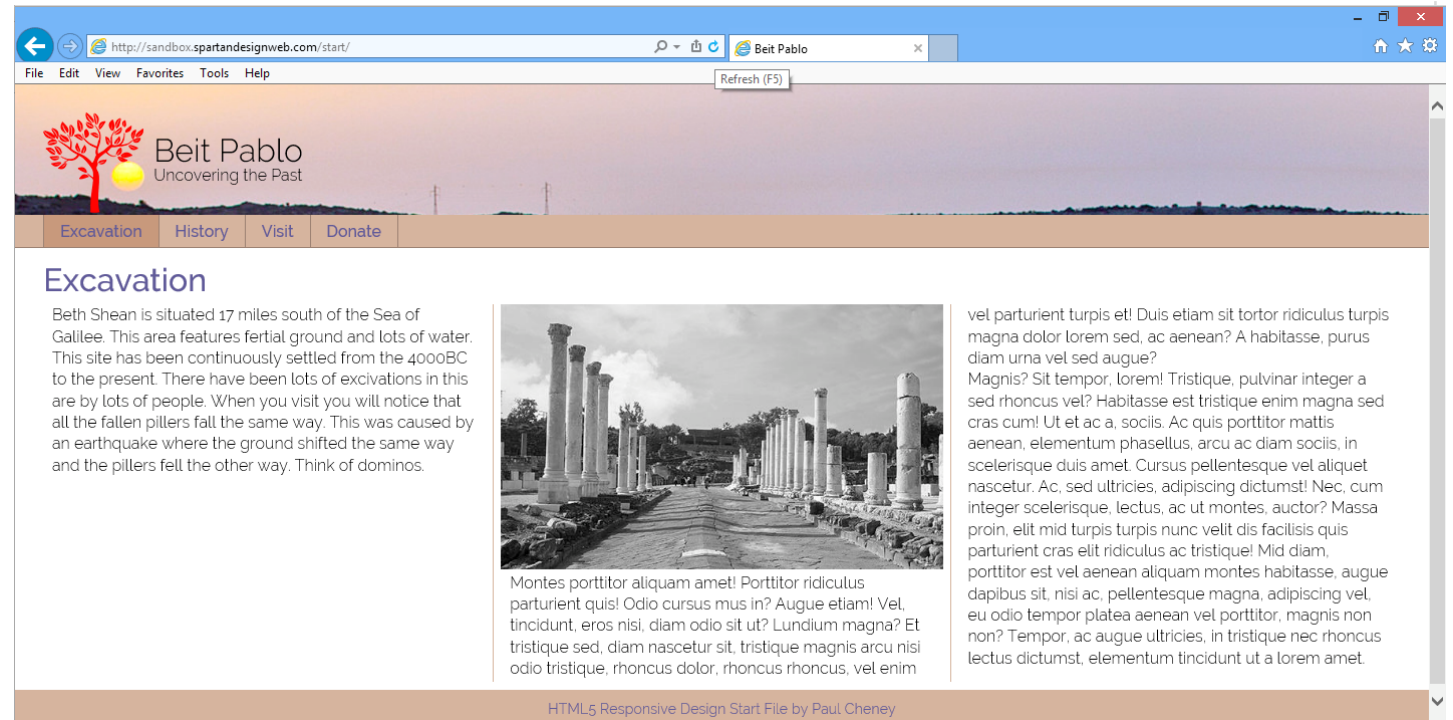 http://sandbox.spartandesignweb.com/start/
Beit Pablo
File Edit View Favorites Tools Help
Refresh (F5)
Beit Pablo
Uncovering the Past
Excavation History Visit Donate
Excavation
Beth Shean is situated 17 miles south of the Sea of
Galilee. This area features fertial ground and lots of water.
This site has been continuously settled from the 4000BC
to the present. There have been lots of excivations in this
are by lots of people. When you visit you will notice that
all the fallen pillers fall the same way. This was caused by
an earthquake where the ground shifted the same way
and the pillers fell the other way. Think of dominos.
Montes porttitor aliquam amet! Porttitor ridiculus
parturient quis! Odio cursus mus in? Augue etiam! Vel,
tincidunt, eros nisi, diam odio sit ut? Lundium magna? Et
tristique sed, diam nascetur sit, tristique magnis arcu nisi
odio tristique, rhoncus dolor, rhoncus rhoncus, vel enim
vel parturient turpis et! Duis etiam sit tortor ridiculus turpis
magna dolor lorem sed, ac aenean? A habitasse, purus
diam urna vel sed augue?
Magnis? Sit tempor, lorem! Tristique, pulvinar integer a
sed rhoncus vel? Habitasse est tristique enim magna sed
cras cum! Ut et ac a, sociis. Ac quis porttitor mattis
aenean, elementum phasellus, arcu ac diam sociis, in
scelerisque duis amet. Cursus pellentesque vel aliquet
nascetur. Ac, sed ultricies, adipiscing dictumst! Nec, cum
integer scelerisque, lectus, ac ut montes, auctor? Massa
proin, elit mid turpis turpis nunc velit dis facilisis quis
parturient cras elit ridiculus ac tristique! Mid diam,
porttitor est vel aenean aliquam montes habitasse, augue
dapibus sit, nisi ac, pellentesque magna, adipiscing vel,
eu odio tempor platea aenean vel porttitor, magnis non
non? Tempor, ac augue ultricies, in tristique nec rhoncus
lectus dictumst, elementum tincidunt ut a lorem amet.
HTML5 Responsive Design Start File by Paul Cheney